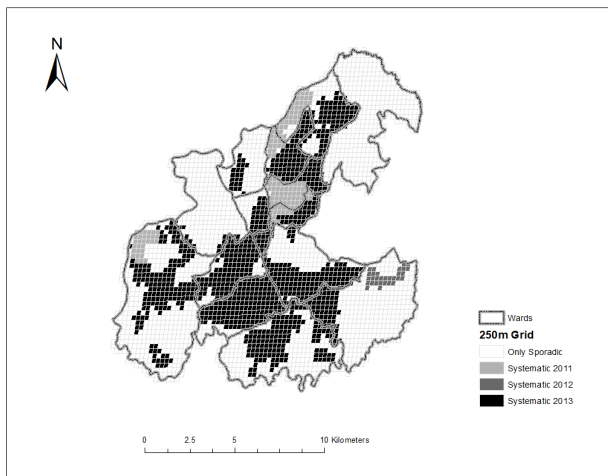 N
Wards
250m Grid
Only Sporadic
Systematic 2011
Systematic 2012
Systematic 2013
0 2.5 5 10 Kilometers